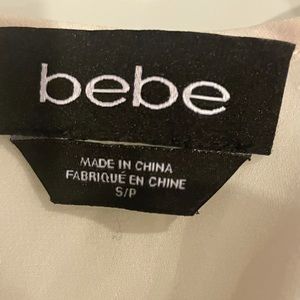 bebe
MADE IN CHINA
FABRIQUÉ EN CHINE
S/P